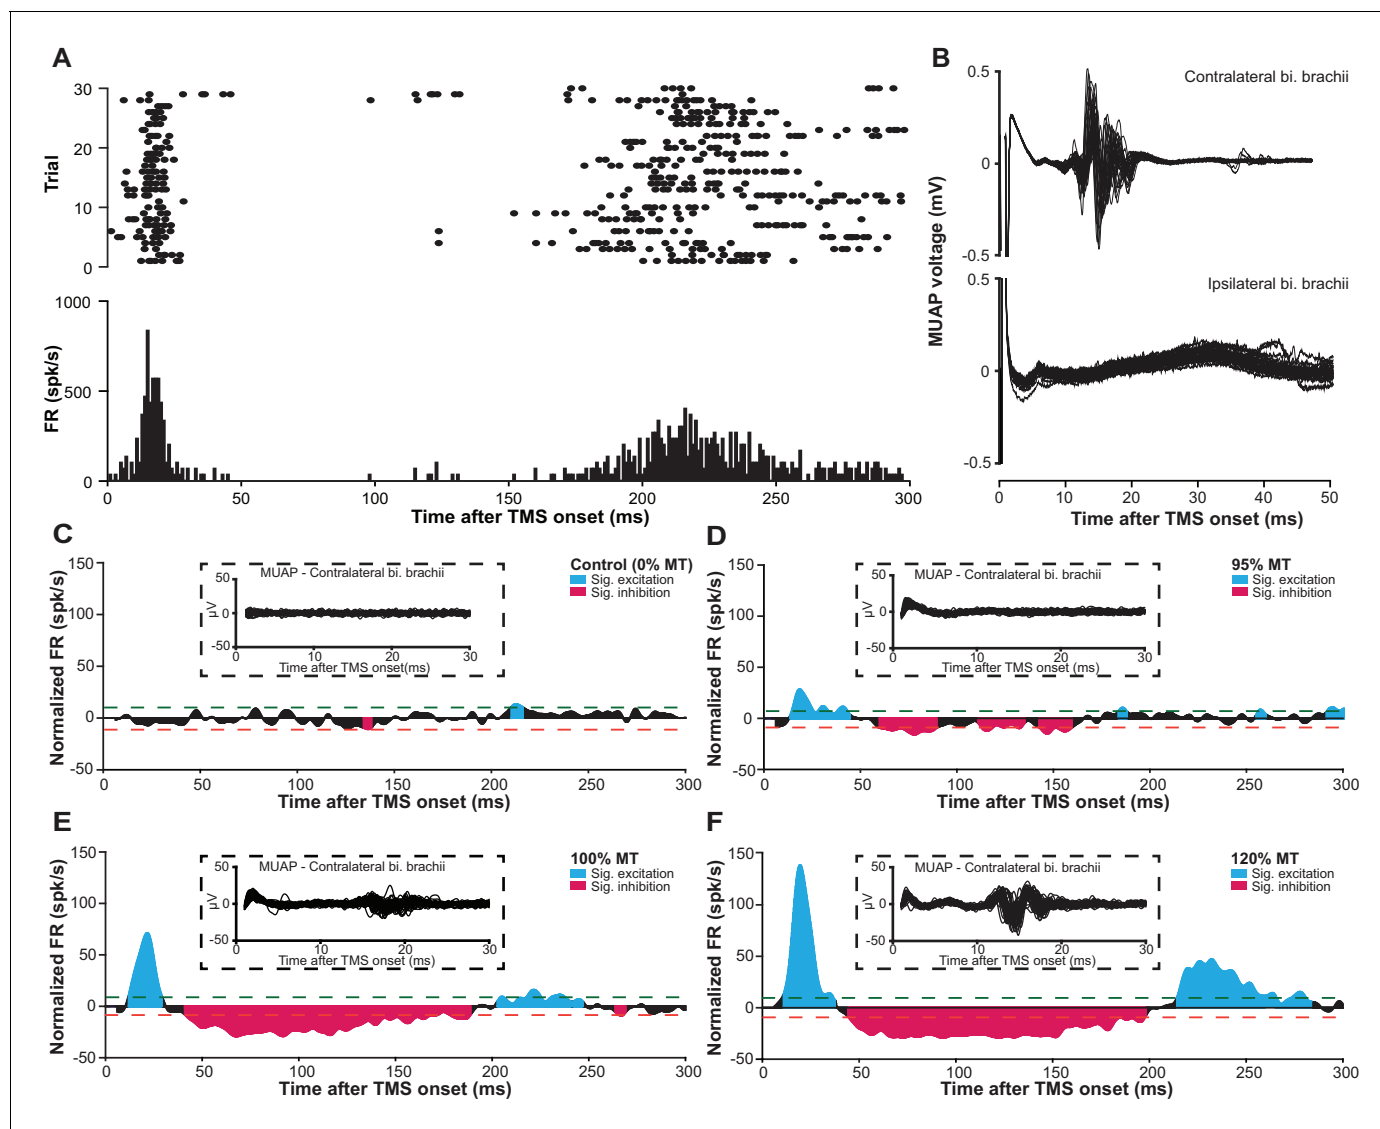 A
30
20
10
0
Trial
1000
500
0
FR (spk/s)
0 50 100 150 200 250 300
Time after TMS onset (ms)
B
Contralateral bi. brachii
0.5
0
-0.5
MUAP voltage (mV)
Ipsilateral bi. brachii
0.5
0
-0.5
0 10 20 30 40 50
Time after TMS onset (ms)
C
Control (0% MT)
Sig. excitation
Sig. inhibition
150
100
50
0
-50
Normalized FR (spk/s)
MUAP - Contralateral bi. brachii
50
0
-50
µV
0 10 20 30
Time after TMS onset(ms)
0 50 100 150 200 250 300
Time after TMS onset (ms)
D
95% MT
Sig. excitation
Sig. inhibition
150
100
50
0
-50
Normalized FR (spk/s)
MUAP - Contralateral bi. brachii
50
0
-50
µV
0 10 20 30
Time after TMS onset (ms)
0 50 100 150 200 250 300
Time after TMS onset (ms)
E
100% MT
Sig. excitation
Sig. inhibition
150
100
50
0
-50
Normalized FR (spk/s)
MUAP - Contralateral bi. brachii
50
0
-50
µV
0 10 20 30
Time after TMS onset (ms)
0 50 100 150 200 250 300
Time after TMS onset (ms)
F
120% MT
Sig. excitation
Sig. inhibition
150
100
50
0
-50
Normalized FR (spk/s)
MUAP - Contralateral bi. brachii
50
0
-50
µV
0 10 20 30
Time after TMS onset (ms)
0 50 100 150 200 250 300
Time after TMS onset (ms)